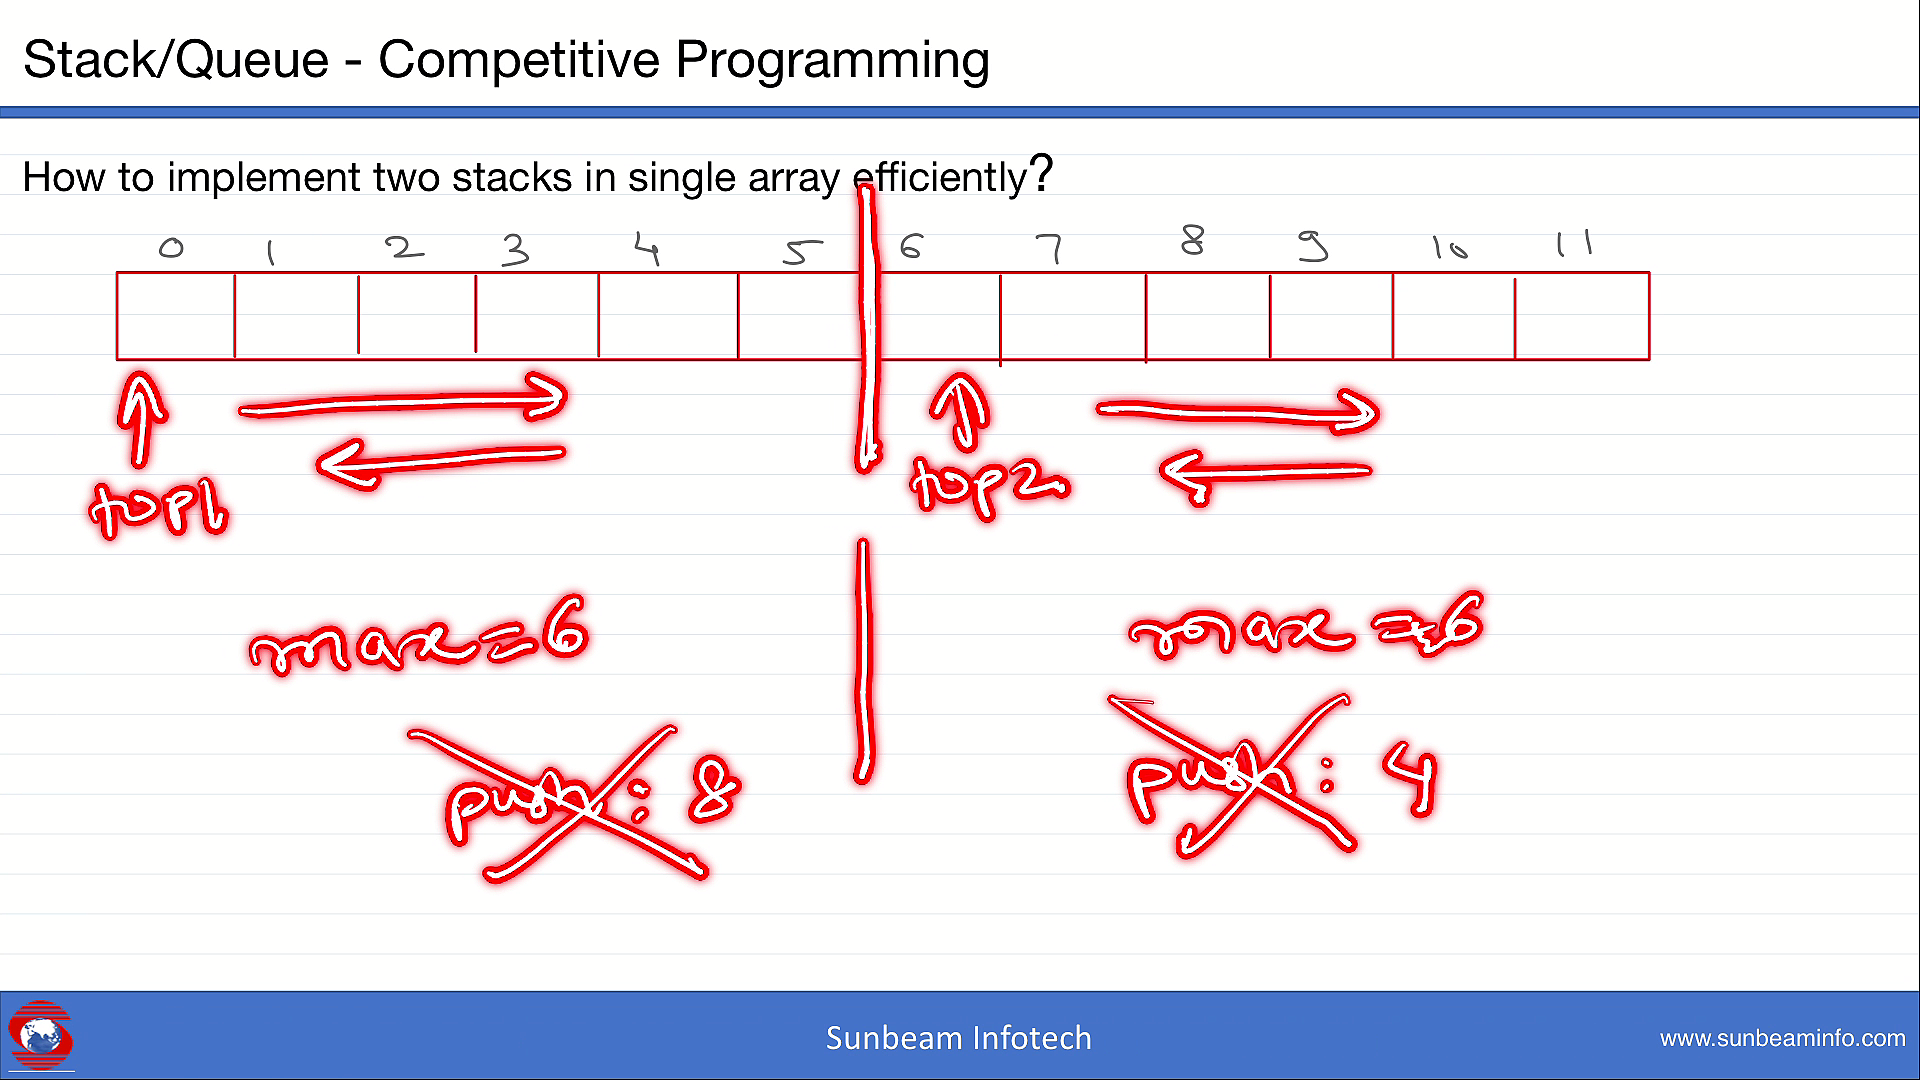 Stack/Queue - Competitive Programming
How to implement two stacks in single array efficiently?
0 1 2 3 4 5 6 7 8 9 10 11
top1 top2
max=6 max=6
push: 8 push: 4
Sunbeam Infotech
www.sunbeaminfo.com